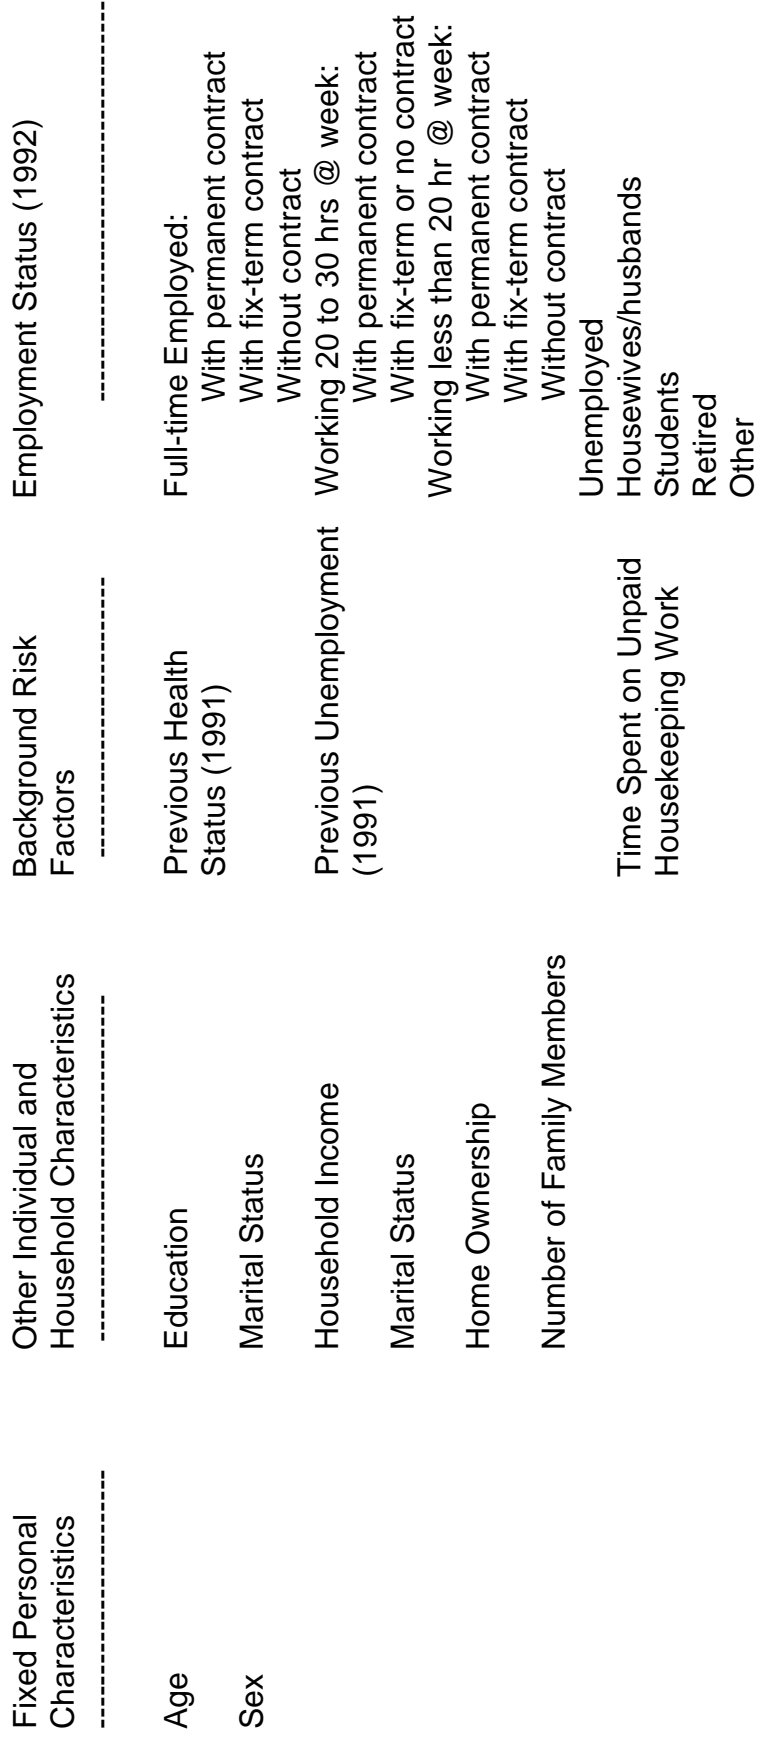 Fixed Personal
Characteristics
------------------------------
Age
Sex
Other Individual and
Household Characteristics
----------------------------------------
Education
Marital Status
Household Income
Marital Status
Home Ownership
Number of Family Members
Background Risk
Factors
--------------------------------
Previous Health
Status (1991)
Previous Unemployment
(1991)
Time Spent on Unpaid
Housekeeping Work
Employment Status (1992)
----------------------------------------------
Full-time Employed:
With permanent contract
With fix-term contract
Without contract
Working 20 to 30 hrs @ week:
With permanent contract
With fix-term or no contract
Working less than 20 hr @ week:
With permanent contract
With fix-term contract
Without contract
Unemployed
Housewives/husbands
Students
Retired
Other